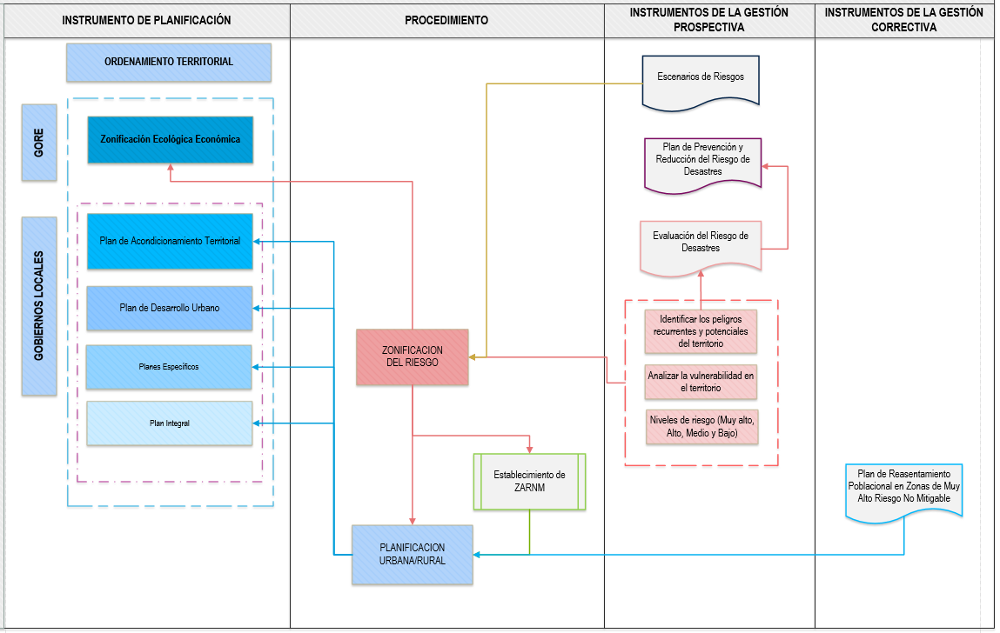 INSTRUMENTO DE PLANIFICACIÓN
PROCEDIMIENTO
INSTRUMENTOS DE LA GESTIÓN
PROSPECTIVA
INSTRUMENTOS DE LA GESTIÓN
CORRECTIVA
ORDENAMIENTO TERRITORIAL
GORE
Zonificación Ecológica Económica
GOBIERNOS LOCALES
Plan de Acondicionamiento Territorial
Plan de Desarrollo Urbano
Planes Específicos
Plan Integral
ZONIFICACION
DEL RIESGO
Establecimiento de
ZARNM
PLANIFICACION
URBANA/RURAL
Escenarios de Riesgos
Plan de Prevención y
Reducción del Riesgo de
Desastres
Evaluación del Riesgo de
Desastres
Identificar los peligros
recurrentes y potenciales
del territorio
Analizar la vulnerabilidad en
el territorio
Niveles de riesgo (Muy alto,
Alto, Medio y Bajo)
Plan de Reasentamiento
Poblacional en Zonas de Muy
Alto Riesgo No Mitigable